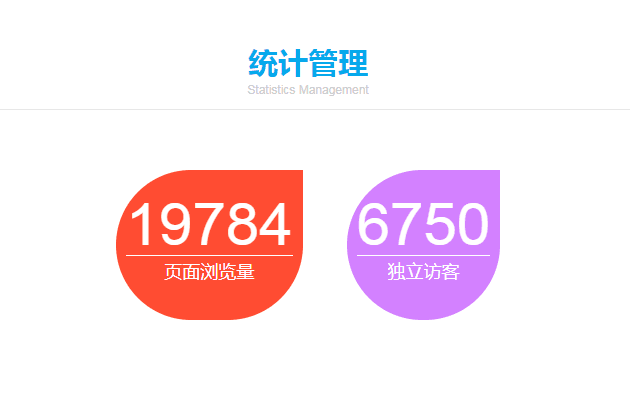 统计管理
Statistics Management
19784
页面浏览量
6750
独立访客